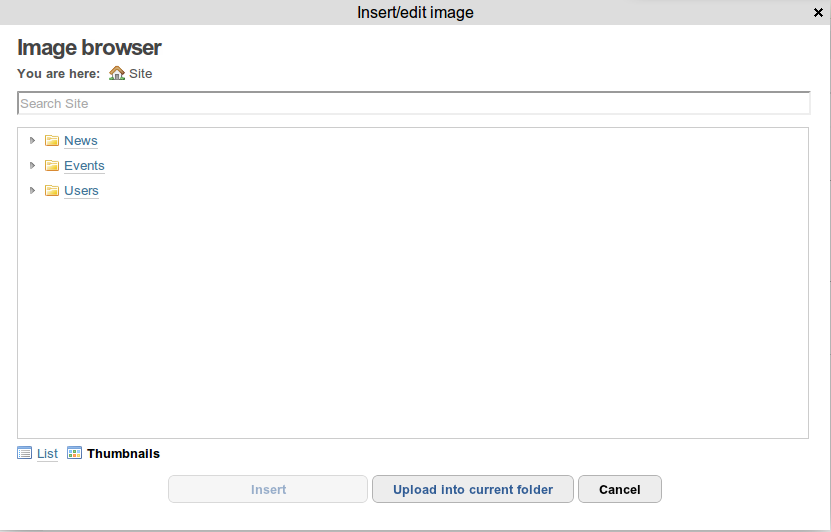 Insert/edit image
Image browser
You are here: Site
Search Site
News
Events
Users
List Thumbnails
Insert Upload into current folder Cancel